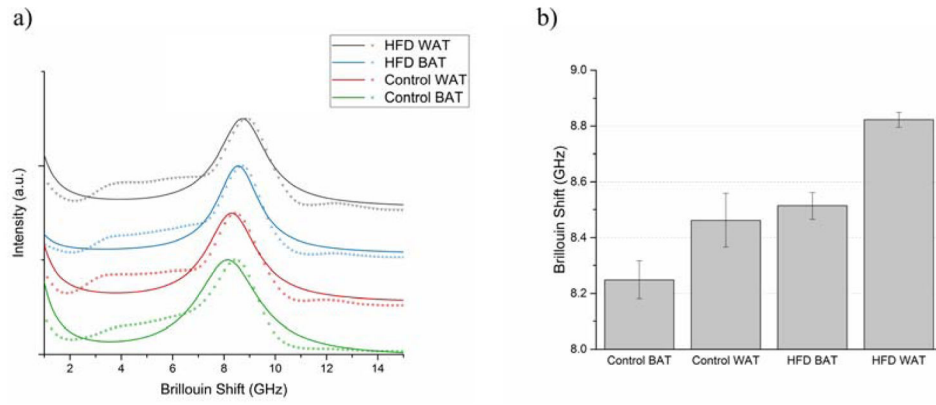 a)
HFD WAT
HFD BAT
Control WAT
Control BAT
Intensity (a.u.)
2 4 6 8 10 12 14
Brillouin Shift (GHz)
b)
9.0
8.8
8.6
8.4
8.2
8.0
Brillouin Shift (GHz)
Control BAT Control WAT HFD BAT HFD WAT